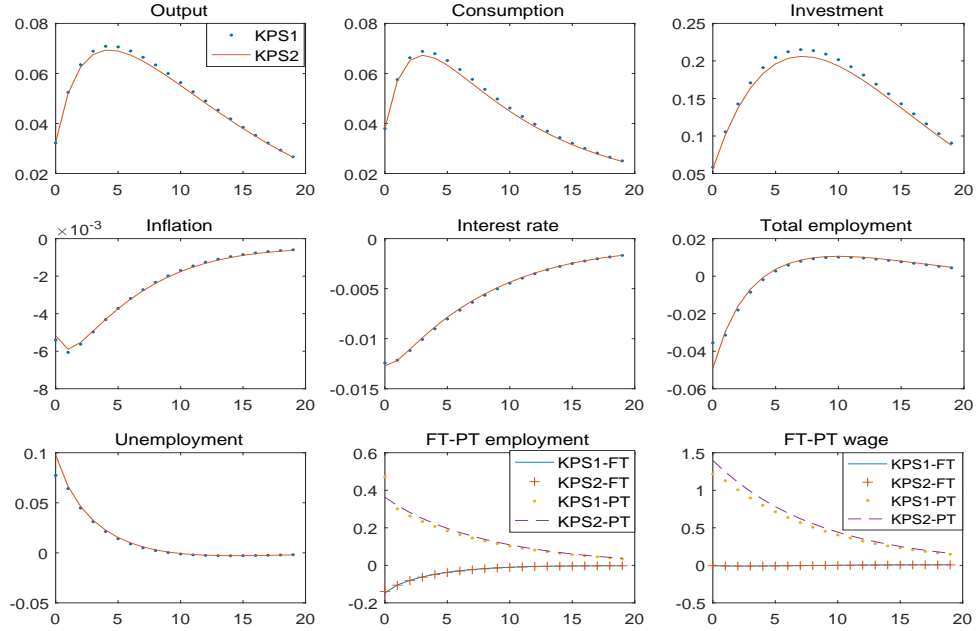 Output
Consumption
Investment
0.08
0.06
0.04
0.02
0 5 10 15 20
KPS1
KPS2
0.08
0.06
0.04
0.02
0 5 10 15 20
0.25
0.20
0.15
0.1
0.05
0 5 10 15 20
Inflation
Interest rate
Total employment
× 10-3
0
-2
-4
-6
-8
0 5 10 15 20
0
-0.005
-0.01
-0.015
0 5 10 15 20
0.02
0
-0.02
-0.04
-0.06
0 5 10 15 20
Unemployment
FT-PT employment
FT-PT wage
0.1
0.05
0
-0.05
0 5 10 15 20
0.6
0.4
0.2
0
-0.2
0 5 10 15 20
KPS1-FT
KPS2-FT
KPS1-PT
KPS2-PT
1.5
1
0.5
0
-0.5
0 5 10 15 20
KPS1-FT
KPS2-FT
KPS1-PT
KPS2-PT